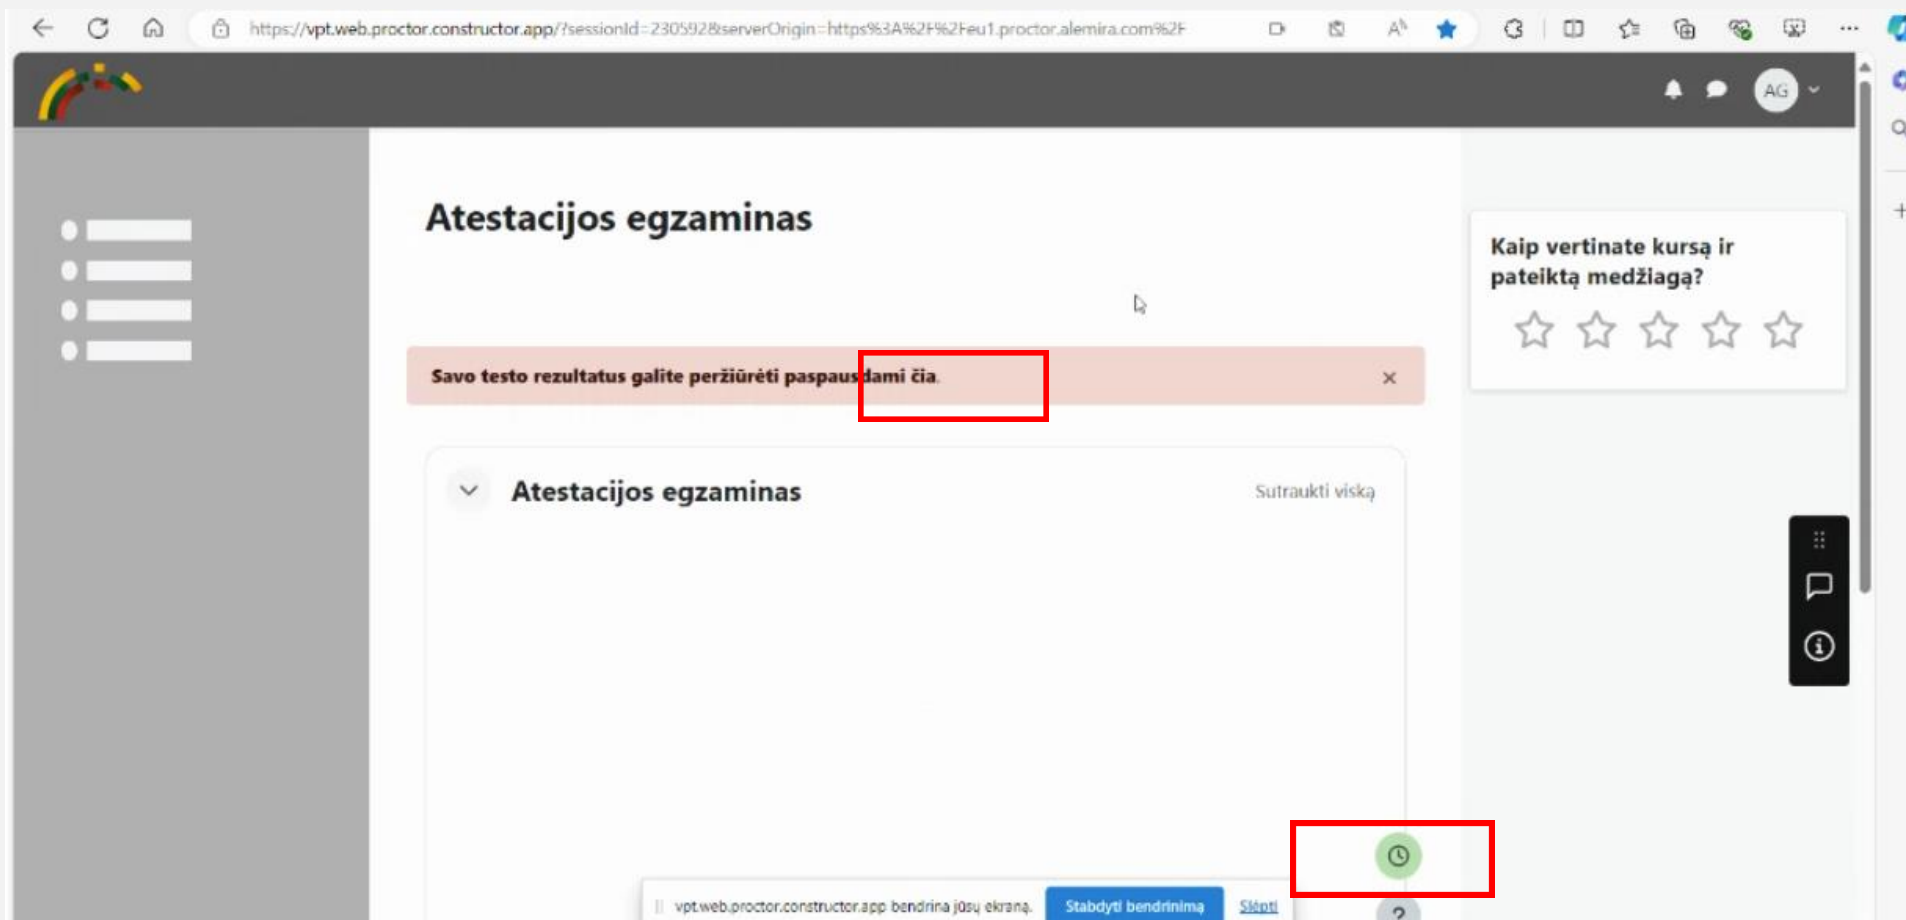 https://vpt.web.proctor.constructor.app/?sessionId=230592&serverOrigin=https%3A%2F%2Feu1.proctor.alemira.com%2F
AG
Atestacijos egzaminas
Kaip vertinate kursą ir
pateiktą medžiagą?
Savo testo rezultatus galite peržiūrėti paspausdami čia.
Atestacijos egzaminas
Sutraukti viską
vpt.web.proctor.constructor.app bendrina jūsų ekraną.
Stabdyti bendrinimą
Slėpti
?